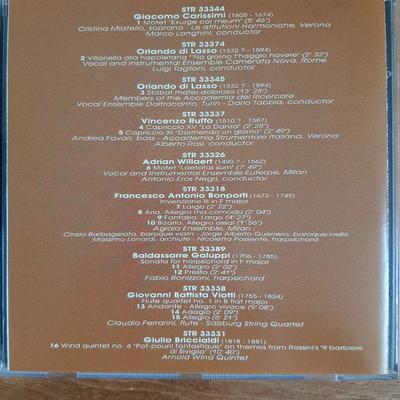 STR 33344
Giacomo Carissimi (1605 - 1674)
1 Motet "Exurge cor meum" (5' 46")
Cristina Miatello, soprano - Le Istituzioni Harmoniche, Verona
Marco Longhini, conductor
STR 33374
Orlando di Lasso (1532 ? - 1594)
2 Villanella alla napoletana "No giorno t'haggio havere" (2' 32")
Vocal and Instrumental Ensemble Camerata Nova, Rome
Luigi Taglioni, conductor
STR 33345
Orlando di Lasso (1532 ? - 1594)
3 Stabat mater dolorosa (13' 28")
Members of the Accademia del Ricercare
Vocal Ensemble Daltrocanto, Turin - Dario Tabbia, conductor
STR 33337
Vincenzo Ruffo (1510 ? - 1587)
4 Capriccio XV "La Danza" (2' 28")
5 Capriccio XI "Dormendo un giorno" (2' 49")
Andrea Favari, bass - Accademia Strumentale Italiana, Verona
Alberto Rasi, conductor
STR 33326
Adrian Willaert (1490 ? - 1562)
6 Motet "Laetatus sum" (7' 49")
Vocal and Instrumental Ensemble Euterpe, Milan
Antonio Eros Negri, conductor
STR 33318
Francesco Antonio Bonporti (1672 - 1749)
Invenzione III in F major
7 Largo (2' 22")
8 Aria. Allegro ma comodo (2' 04")
9 Fantasia. Largo (4' 27")
10 Bizaria. Allegro assai (1' 56")
Aglàia Ensemble, Milan
Cinzia Barbagelata, baroque violin - Jorge Alberto Guerrero, baroque cello
Massimo Lonardi, archlute - Nicoletta Possente, harpsichord
STR 33389
Baldassarre Galuppi (1706 - 1785)
Sonata for harpsichord in F major
11 Allegro (2' 02")
12 Presto (2' 41")
Fabio Bonizzoni, harpsichord
STR 33338
Giovanni Battista Viotti (1755 - 1824)
Flute quartet no. 1 in B flat major
13 Andante - Allegro vivace (9' 08")
14 Adagio (2' 09")
15 Allegro (6' 21")
Claudio Ferrarini, flute - Salzburg String Quartet
STR 33331
Giulio Briccialdi (1818 - 1881)
16 Wind quintet no. 4 "Pot-pourri fantastique" on themes from Rossini's "Il barbiere
di Siviglia" (10' 40")
Arnold Wind Quintet